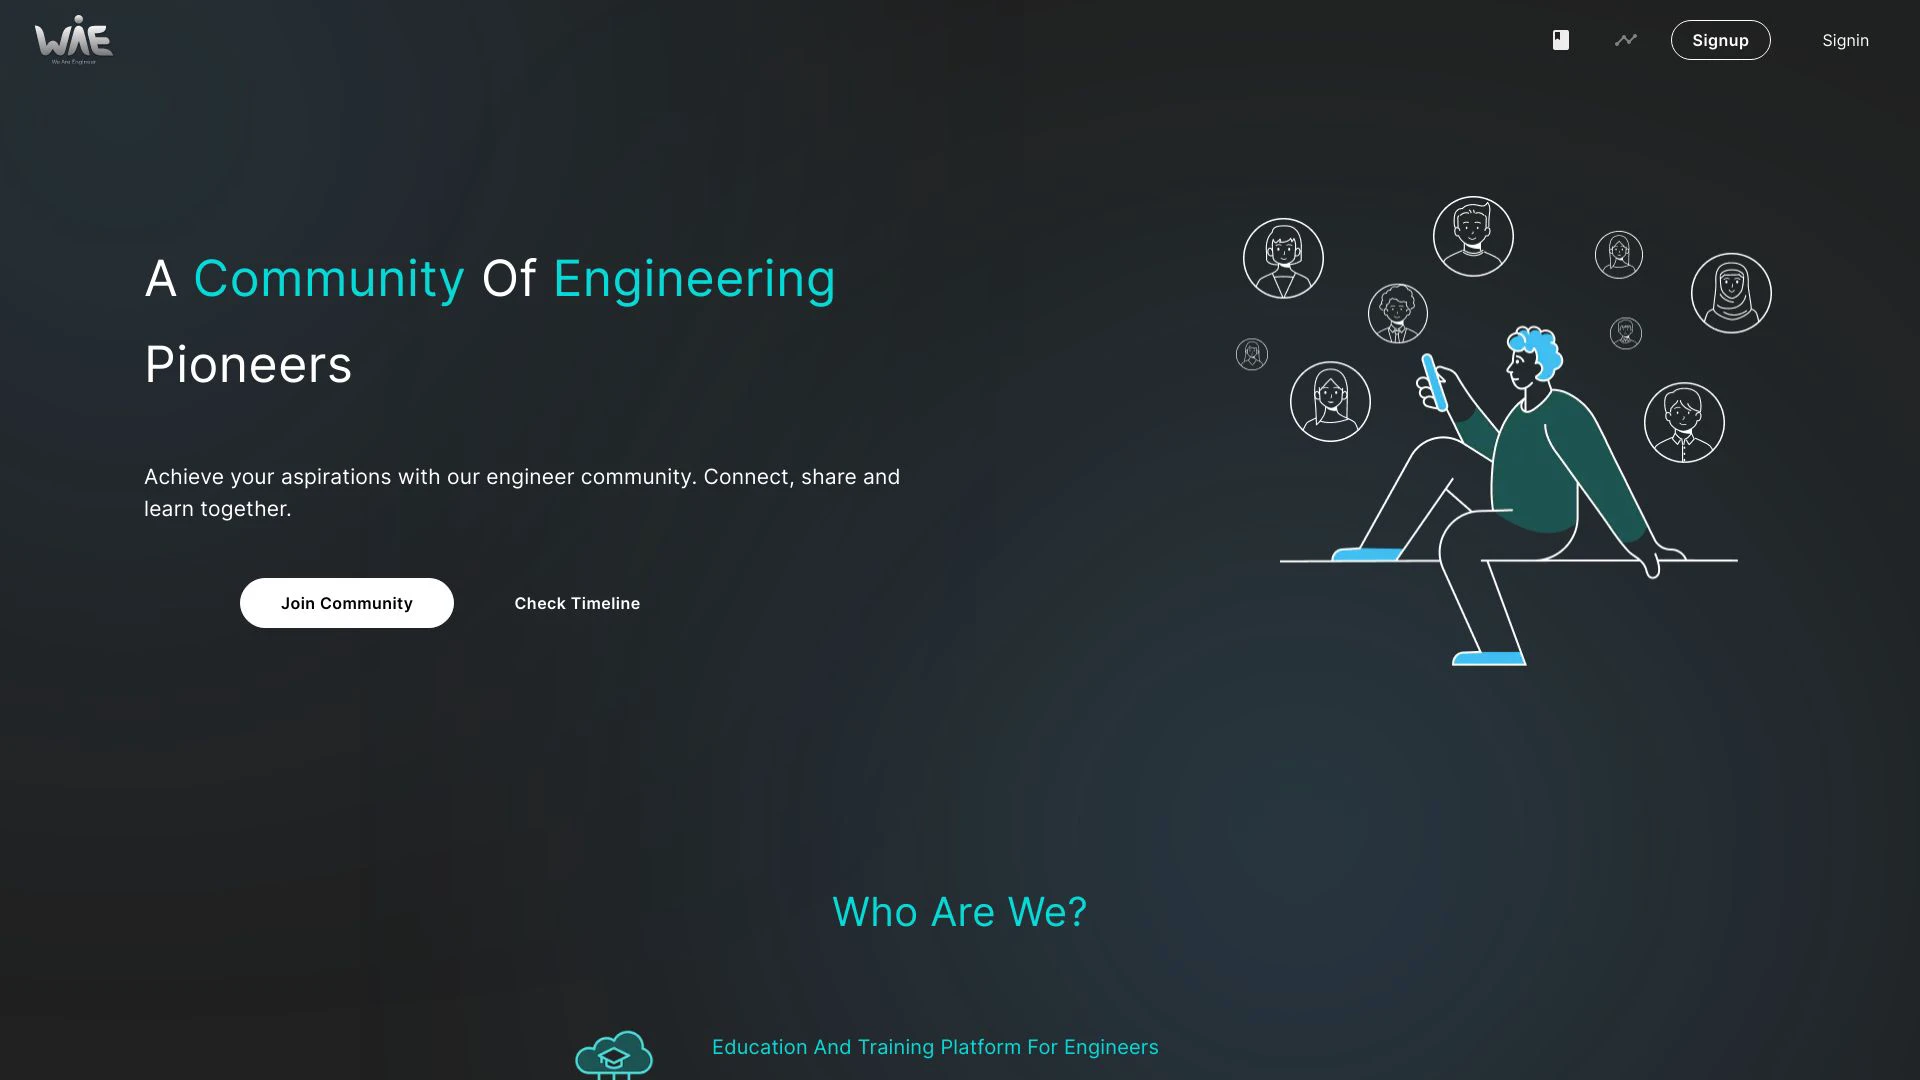 WAE
We Are Engineer
Signup
Signin
A Community Of Engineering
Pioneers
Achieve your aspirations with our engineer community. Connect, share and
learn together.
Join Community
Check Timeline
Who Are We?
Education And Training Platform For Engineers